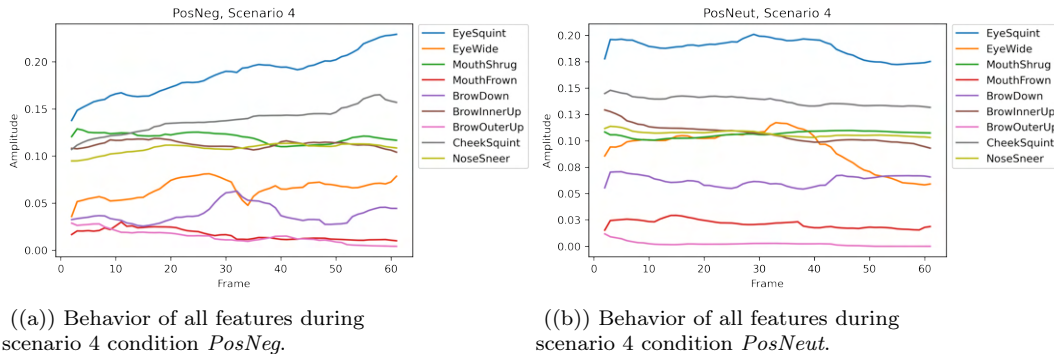 PosNeg, Scenario 4
0.20
0.15
0.10
0.05
0.00
Amplitude
0 10 20 30 40 50 60
Frame
EyeSquint
EyeWide
MouthShrug
MouthFrown
BrowDown
BrowInnerUp
BrowOuterUp
CheekSquint
NoseSneer
((a)) Behavior of all features during
scenario 4 condition PosNeg.
PosNeut, Scenario 4
0.20
0.18
0.15
0.13
0.10
0.08
0.05
0.03
0.00
Amplitude
0 10 20 30 40 50 60
Frame
EyeSquint
EyeWide
MouthShrug
MouthFrown
BrowDown
BrowInnerUp
BrowOuterUp
CheekSquint
NoseSneer
((b)) Behavior of all features during
scenario 4 condition PosNeut.